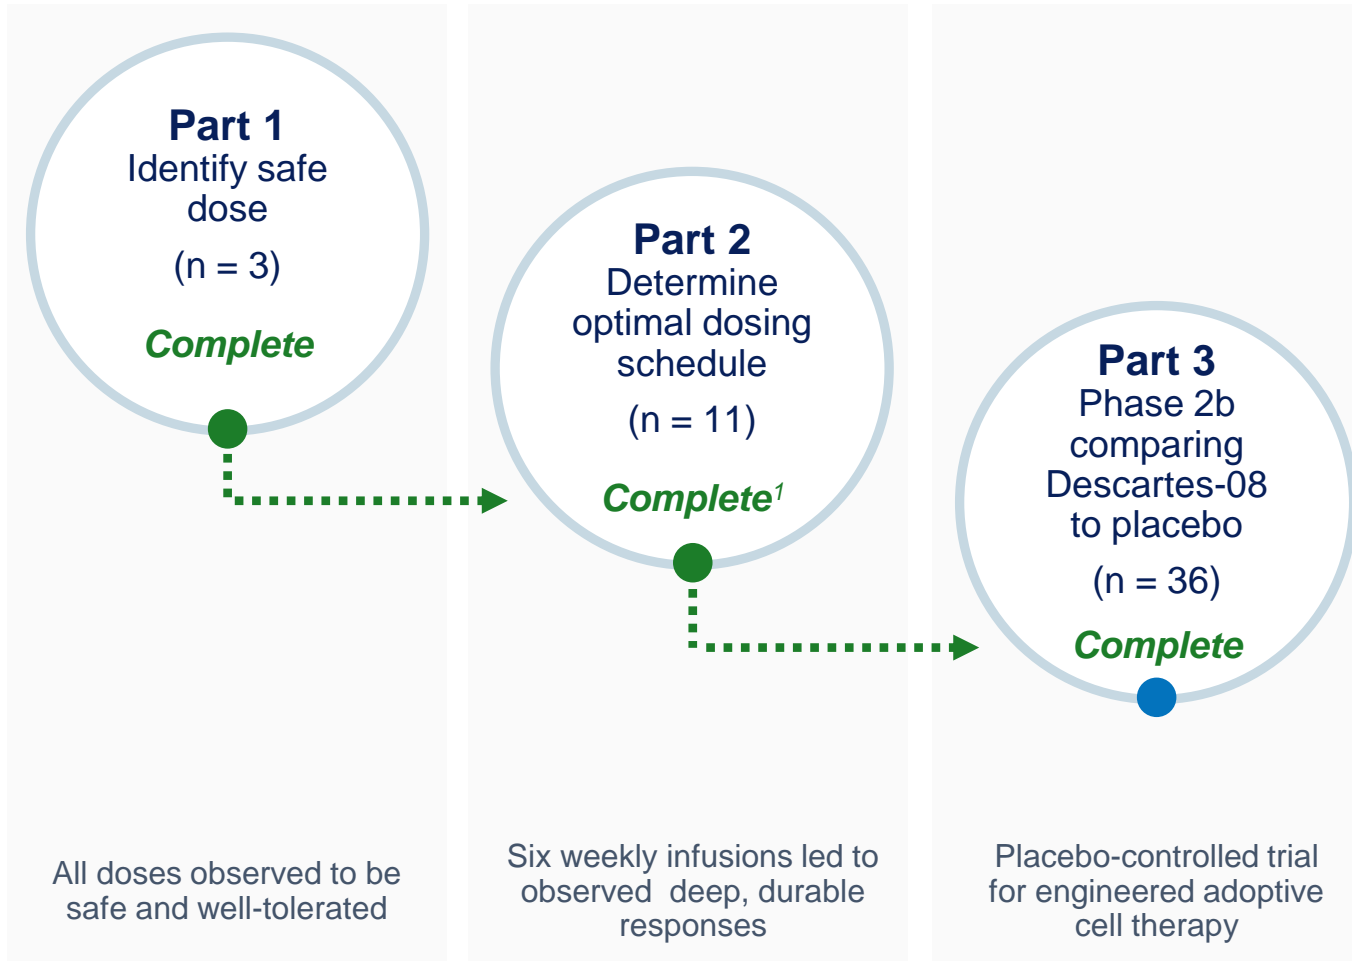 Part 1
Identify safe
dose
(n = 3)
Complete
All doses observed to be
safe and well-tolerated
Part 2
Determine
optimal dosing
schedule
(n = 11)
Complete¹
Six weekly infusions led to
observed deep, durable
responses
Part 3
Phase 2b
comparing
Descartes-08
to placebo
(n = 36)
Complete
Placebo-controlled trial
for engineered adoptive
cell therapy